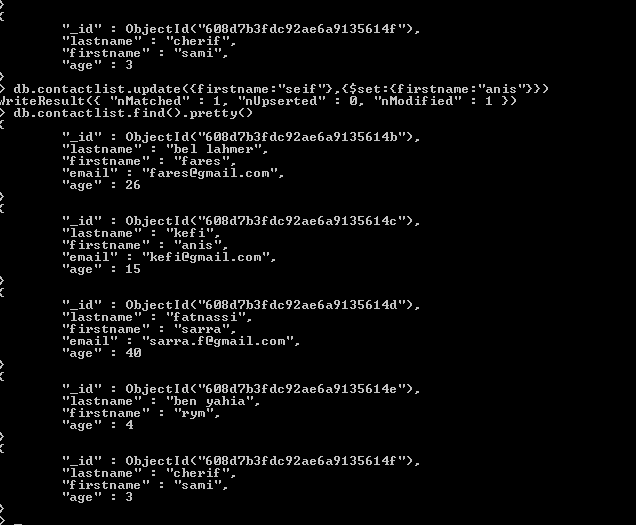 }
{
"_id" : ObjectId("608d7b3fdc92ae6a9135614f"),
"lastname" : "cherif",
"firstname" : "sami",
"age" : 3
}
> db.contactlist.update({firstname:"seif"},{$set:{firstname:"anis"}})
WriteResult({ "nMatched" : 1, "nUpserted" : 0, "nModified" : 1 })
> db.contactlist.find().pretty()
{
"_id" : ObjectId("608d7b3fdc92ae6a9135614b"),
"lastname" : "bel lahmer",
"firstname" : "fares",
"email" : "fares@gmail.com",
"age" : 26
}
{
"_id" : ObjectId("608d7b3fdc92ae6a9135614c"),
"lastname" : "kefi",
"firstname" : "anis",
"email" : "kefi@gmail.com",
"age" : 15
}
{
"_id" : ObjectId("608d7b3fdc92ae6a9135614d"),
"lastname" : "fatnassi",
"firstname" : "sarra",
"email" : "sarra.f@gmail.com",
"age" : 40
}
{
"_id" : ObjectId("608d7b3fdc92ae6a9135614e"),
"lastname" : "ben yahia",
"firstname" : "rym",
"age" : 4
}
{
"_id" : ObjectId("608d7b3fdc92ae6a9135614f"),
"lastname" : "cherif",
"firstname" : "sami",
"age" : 3
}
> _